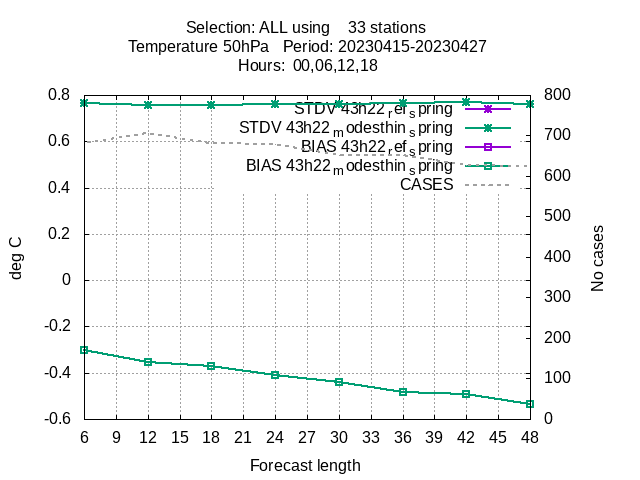 Selection: ALL using    33 stations
Temperature 50hPa   Period: 20230415-20230427
Hours:  00,06,12,18
STDV 43h22_ref_spring
STDV 43h22_modesthin_spring
BIAS 43h22_ref_spring
BIAS 43h22_modesthin_spring
CASES
0.8
0.6
0.4
0.2
0
-0.2
-0.4
-0.6
deg C
800
700
600
500
400
300
200
100
0
No cases
6 9 12 15 18 21 24 27 30 33 36 39 42 45 48
Forecast length